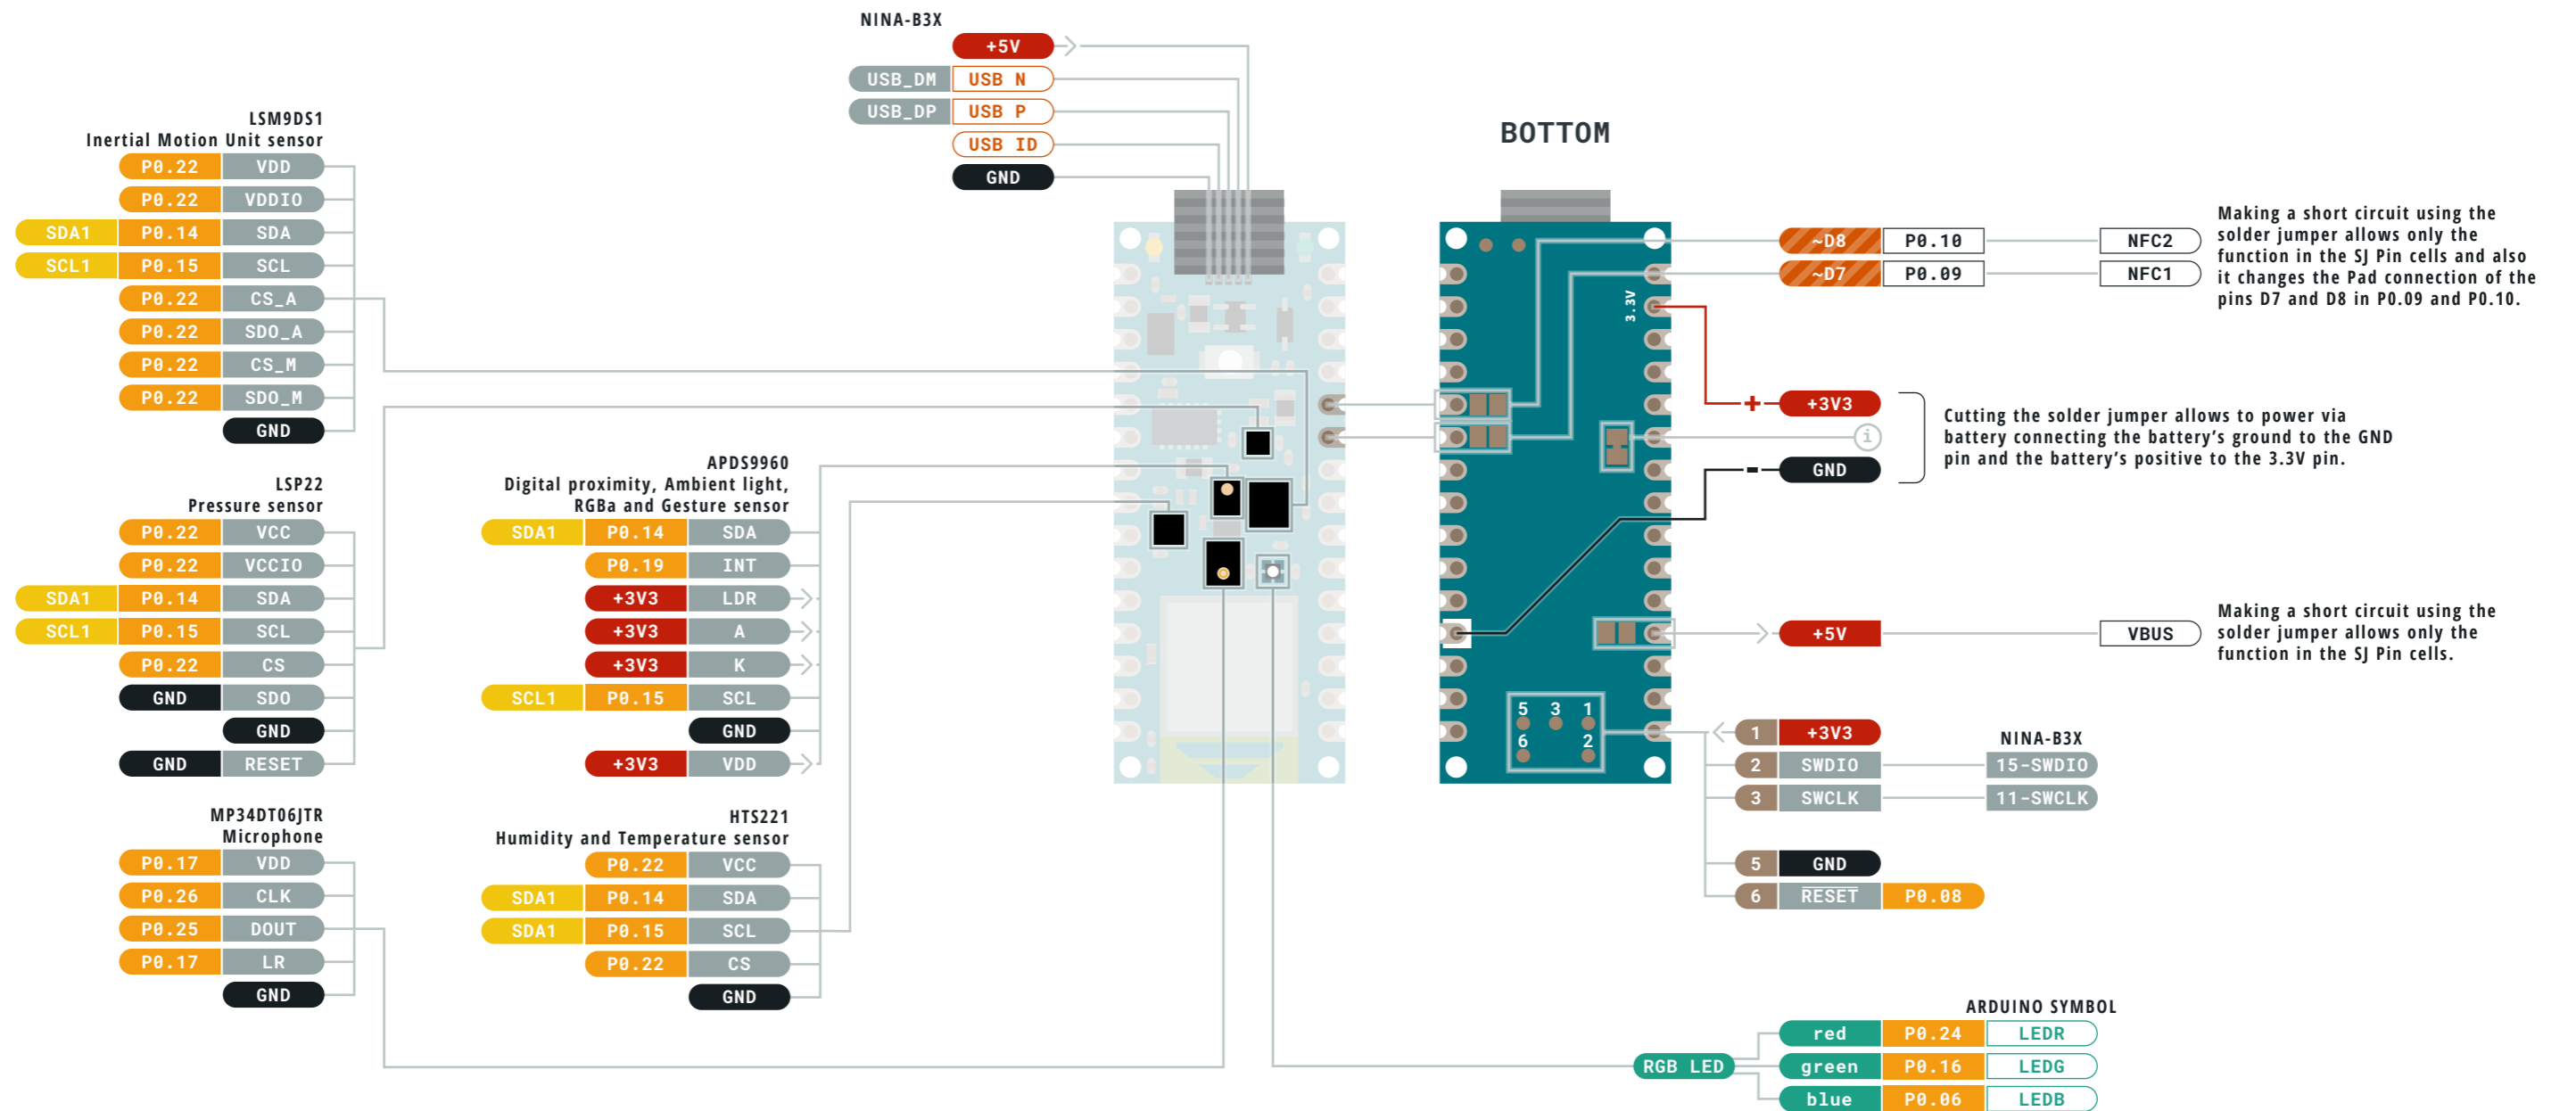 NINA-B3X
+5V
USB_DM USB N
USB_DP USB P
USB ID
GND
LSM9DS1
Inertial Motion Unit sensor
P0.22 VDD
P0.22 VDDIO
SDA1 P0.14 SDA
SCL1 P0.15 SCL
P0.22 CS_A
P0.22 SDO_A
P0.22 CS_M
P0.22 SDO_M
GND
LSP22
Pressure sensor
P0.22 VCC
P0.22 VCCIO
SDA1 P0.14 SDA
SCL1 P0.15 SCL
P0.22 CS
GND SDO
GND
GND RESET
MP34DT06JTR
Microphone
P0.17 VDD
P0.26 CLK
P0.25 DOUT
P0.17 LR
GND
APDS9960
Digital proximity, Ambient light,
RGBa and Gesture sensor
SDA1 P0.14 SDA
P0.19 INT
+3V3 LDR
+3V3 A
+3V3 K
SCL1 P0.15 SCL
GND
+3V3 VDD
HTS221
Humidity and Temperature sensor
P0.22 VCC
SDA1 P0.14 SDA
SDA1 P0.15 SCL
P0.22 CS
GND
BOTTOM
3.3V
5 3 1
6 2
~D8 P0.10 NFC2
~D7 P0.09 NFC1
Making a short circuit using the
solder jumper allows only the
function in the SJ Pin cells and also
it changes the Pad connection of the
pins D7 and D8 in P0.09 and P0.10.
+ +3V3
i
- GND
Cutting the solder jumper allows to power via
battery connecting the battery's ground to the GND
pin and the battery's positive to the 3.3V pin.
+5V VBUS
Making a short circuit using the
solder jumper allows only the
function in the SJ Pin cells.
1 +3V3
NINA-B3X
2 SWDIO 15-SWDIO
3 SWCLK 11-SWCLK
5 GND
6 RESET P0.08
ARDUINO SYMBOL
RGB LED
red P0.24 LEDR
green P0.16 LEDG
blue P0.06 LEDB